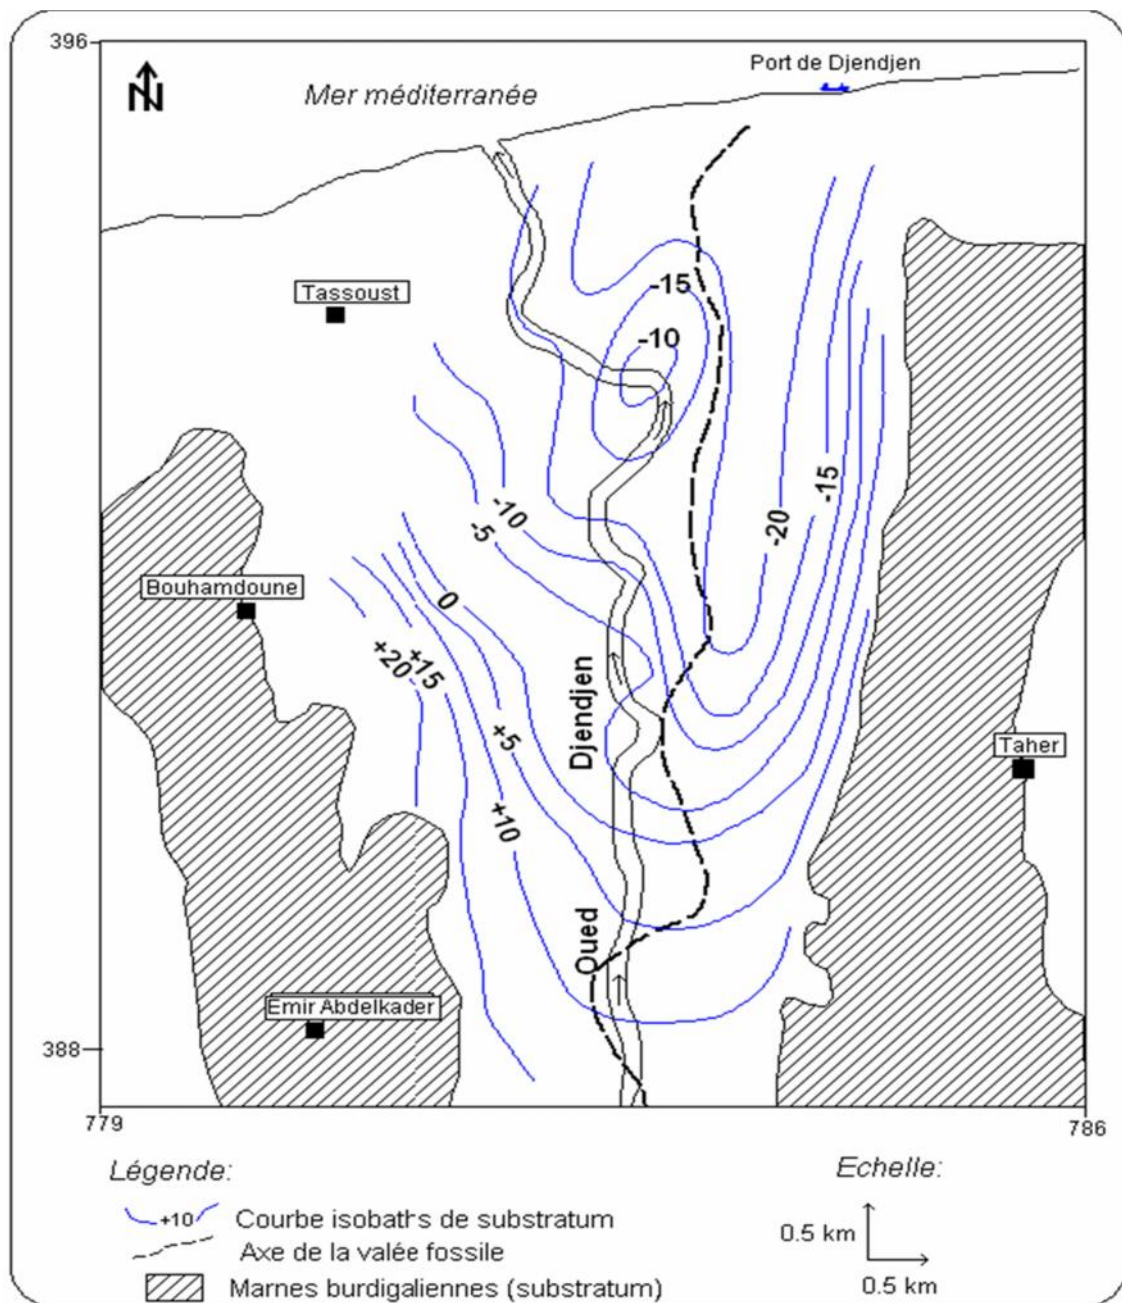 396
N
Port de Djendjen
Mer méditerranée
Tassoust
-15
-10
-15
-20
-10
-5
Bouhamdoune
0
+15
+20
Djendjen
+5
Taher
+10
Oued
Emir Abdelkader
388
779
786
Légende:
Echelle:
+10
Courbe isobaths de substratum
0.5 km
Axe de la valée fossile
0.5 km
Marnes burdigaliennes (substratum)